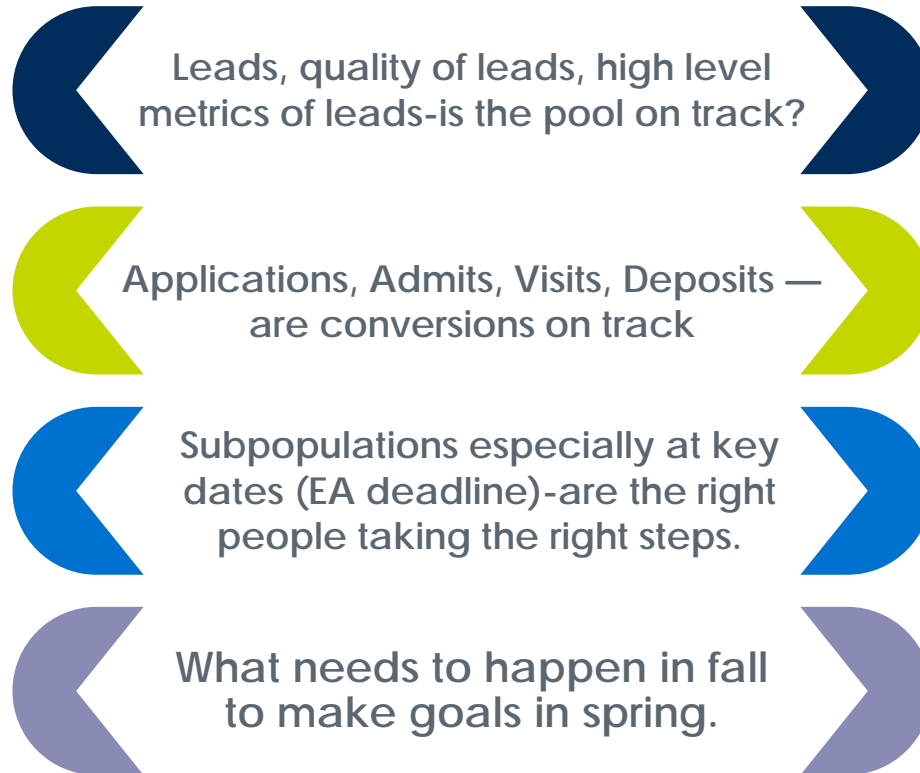 Leads, quality of leads, high level
metrics of leads-is the pool on track?
Applications, Admits, Visits, Deposits —
are conversions on track
Subpopulations especially at key
dates (EA deadline)-are the right
people taking the right steps.
What needs to happen in fall
to make goals in spring.